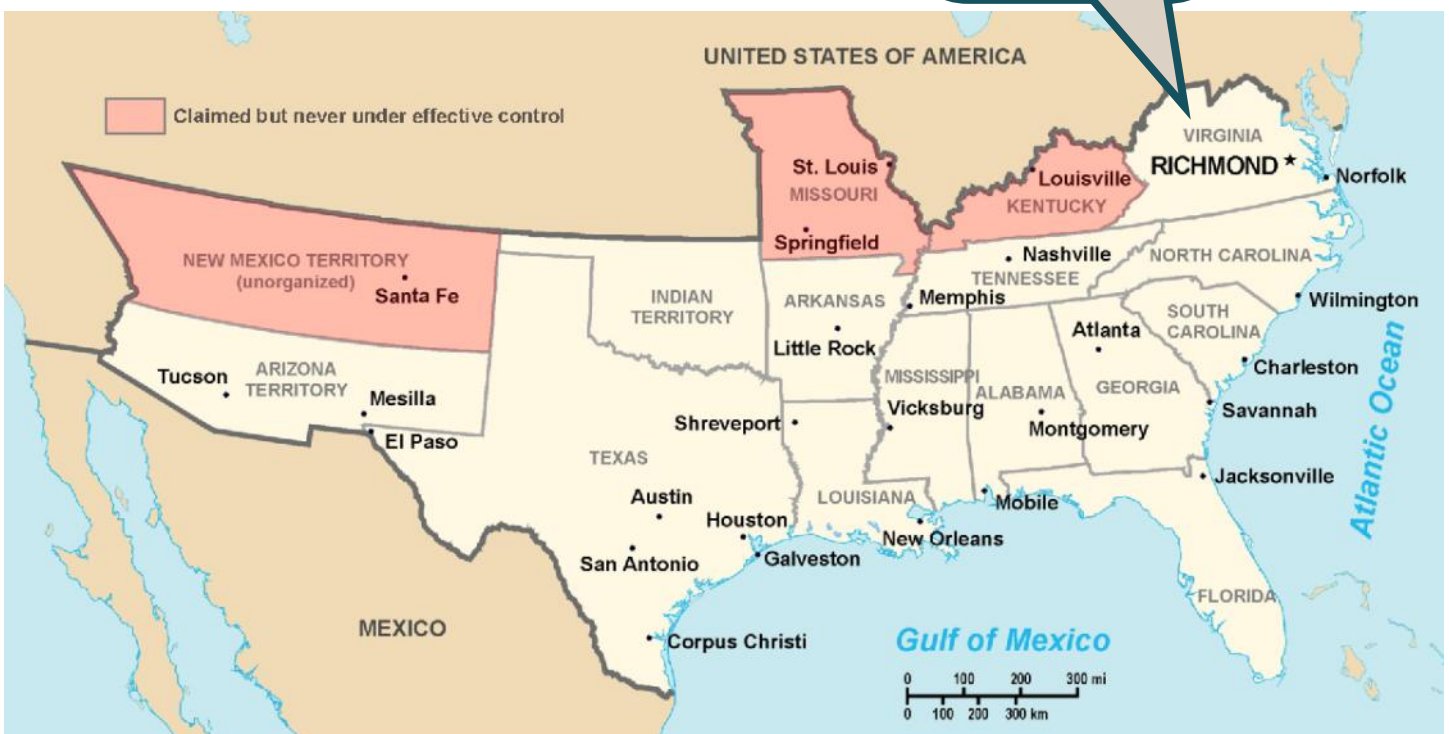 UNITED STATES OF AMERICA
Claimed but never under effective control
VIRGINIA
RICHMOND
Norfolk
St. Louis
MISSOURI
Springfield
Louisville
KENTUCKY
NEW MEXICO TERRITORY
(unorganized)
Santa Fe
Nashville
TENNESSEE
NORTH CAROLINA
INDIAN
TERRITORY
ARKANSAS
Little Rock
Memphis
Wilmington
SOUTH
CAROLINA
Atlanta
Charleston
ARIZONA
TERRITORY
Tucson
Mesilla
El Paso
MISSISSIPPI
Vicksburg
ALABAMA
Montgomery
GEORGIA
Savannah
Shreveport
TEXAS
Austin
Houston
San Antonio
Galveston
LOUISIANA
New Orleans
Mobile
Jacksonville
Atlantic Ocean
FLORIDA
MEXICO
Corpus Christi
Gulf of Mexico
0 100 200 300 mi
0 100 200 300 km